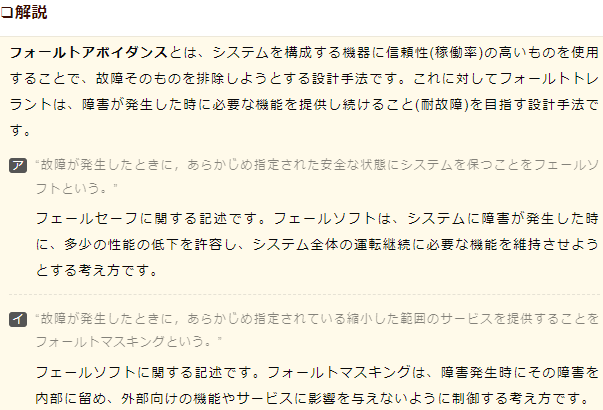 ❏解説
フォールトアボイダンスとは、システムを構成する機器に信頼性(稼働率)の高いものを使用
することで、故障そのものを排除しようとする設計手法です。これに対してフォールトトレ
ラントは、障害が発生した時に必要な機能を提供し続けること(耐故障)を目指す設計手法で
す。
ア “故障が発生したときに，あらかじめ指定された安全な状態にシステムを保つことをフェールソ
フトという。”
フェールセーフに関する記述です。フェールソフトは、システムに障害が発生した時
に、多少の性能の低下を許容し、システム全体の運転継続に必要な機能を維持させよう
とする考え方です。
イ “故障が発生したときに，あらかじめ指定されている縮小した範囲のサービスを提供することを
フォールトマスキングという。”
フェールソフトに関する記述です。フォールトマスキングは、障害発生時にその障害を
内部に留め、外部向けの機能やサービスに影響を与えないように制御する考え方です。